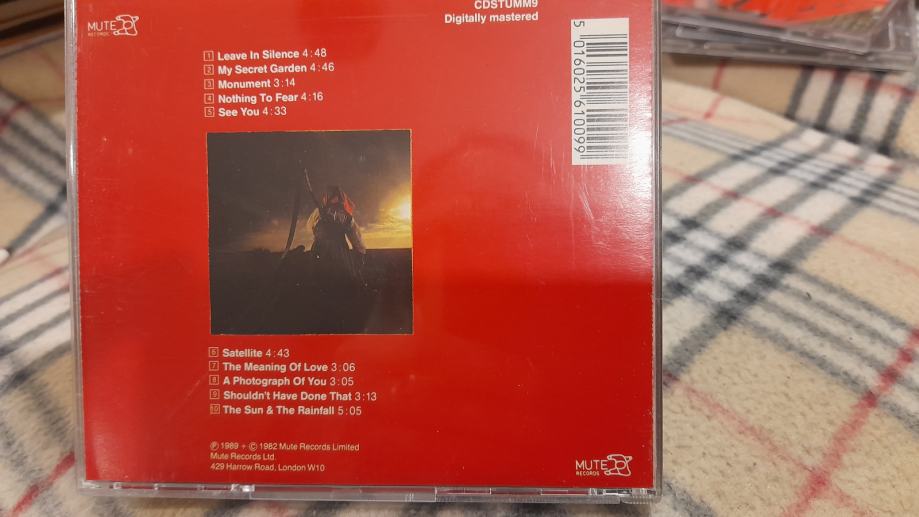 MUTE
RECORDS
CDSTUMM9
Digitally mastered
1 Leave In Silence 4:48
2 My Secret Garden 4:46
3 Monument 3:14
4 Nothing To Fear 4:16
5 See You 4:33
5 016025 610099
6 Satellite 4:43
7 The Meaning Of Love 3:06
8 A Photograph Of You 3:05
9 Shouldn't Have Done That 3:13
10 The Sun & The Rainfall 5:05
℗ 1989 + © 1982 Mute Records Limited
Mute Records Ltd.
429 Harrow Road, London W10
MUTE
RECORDS